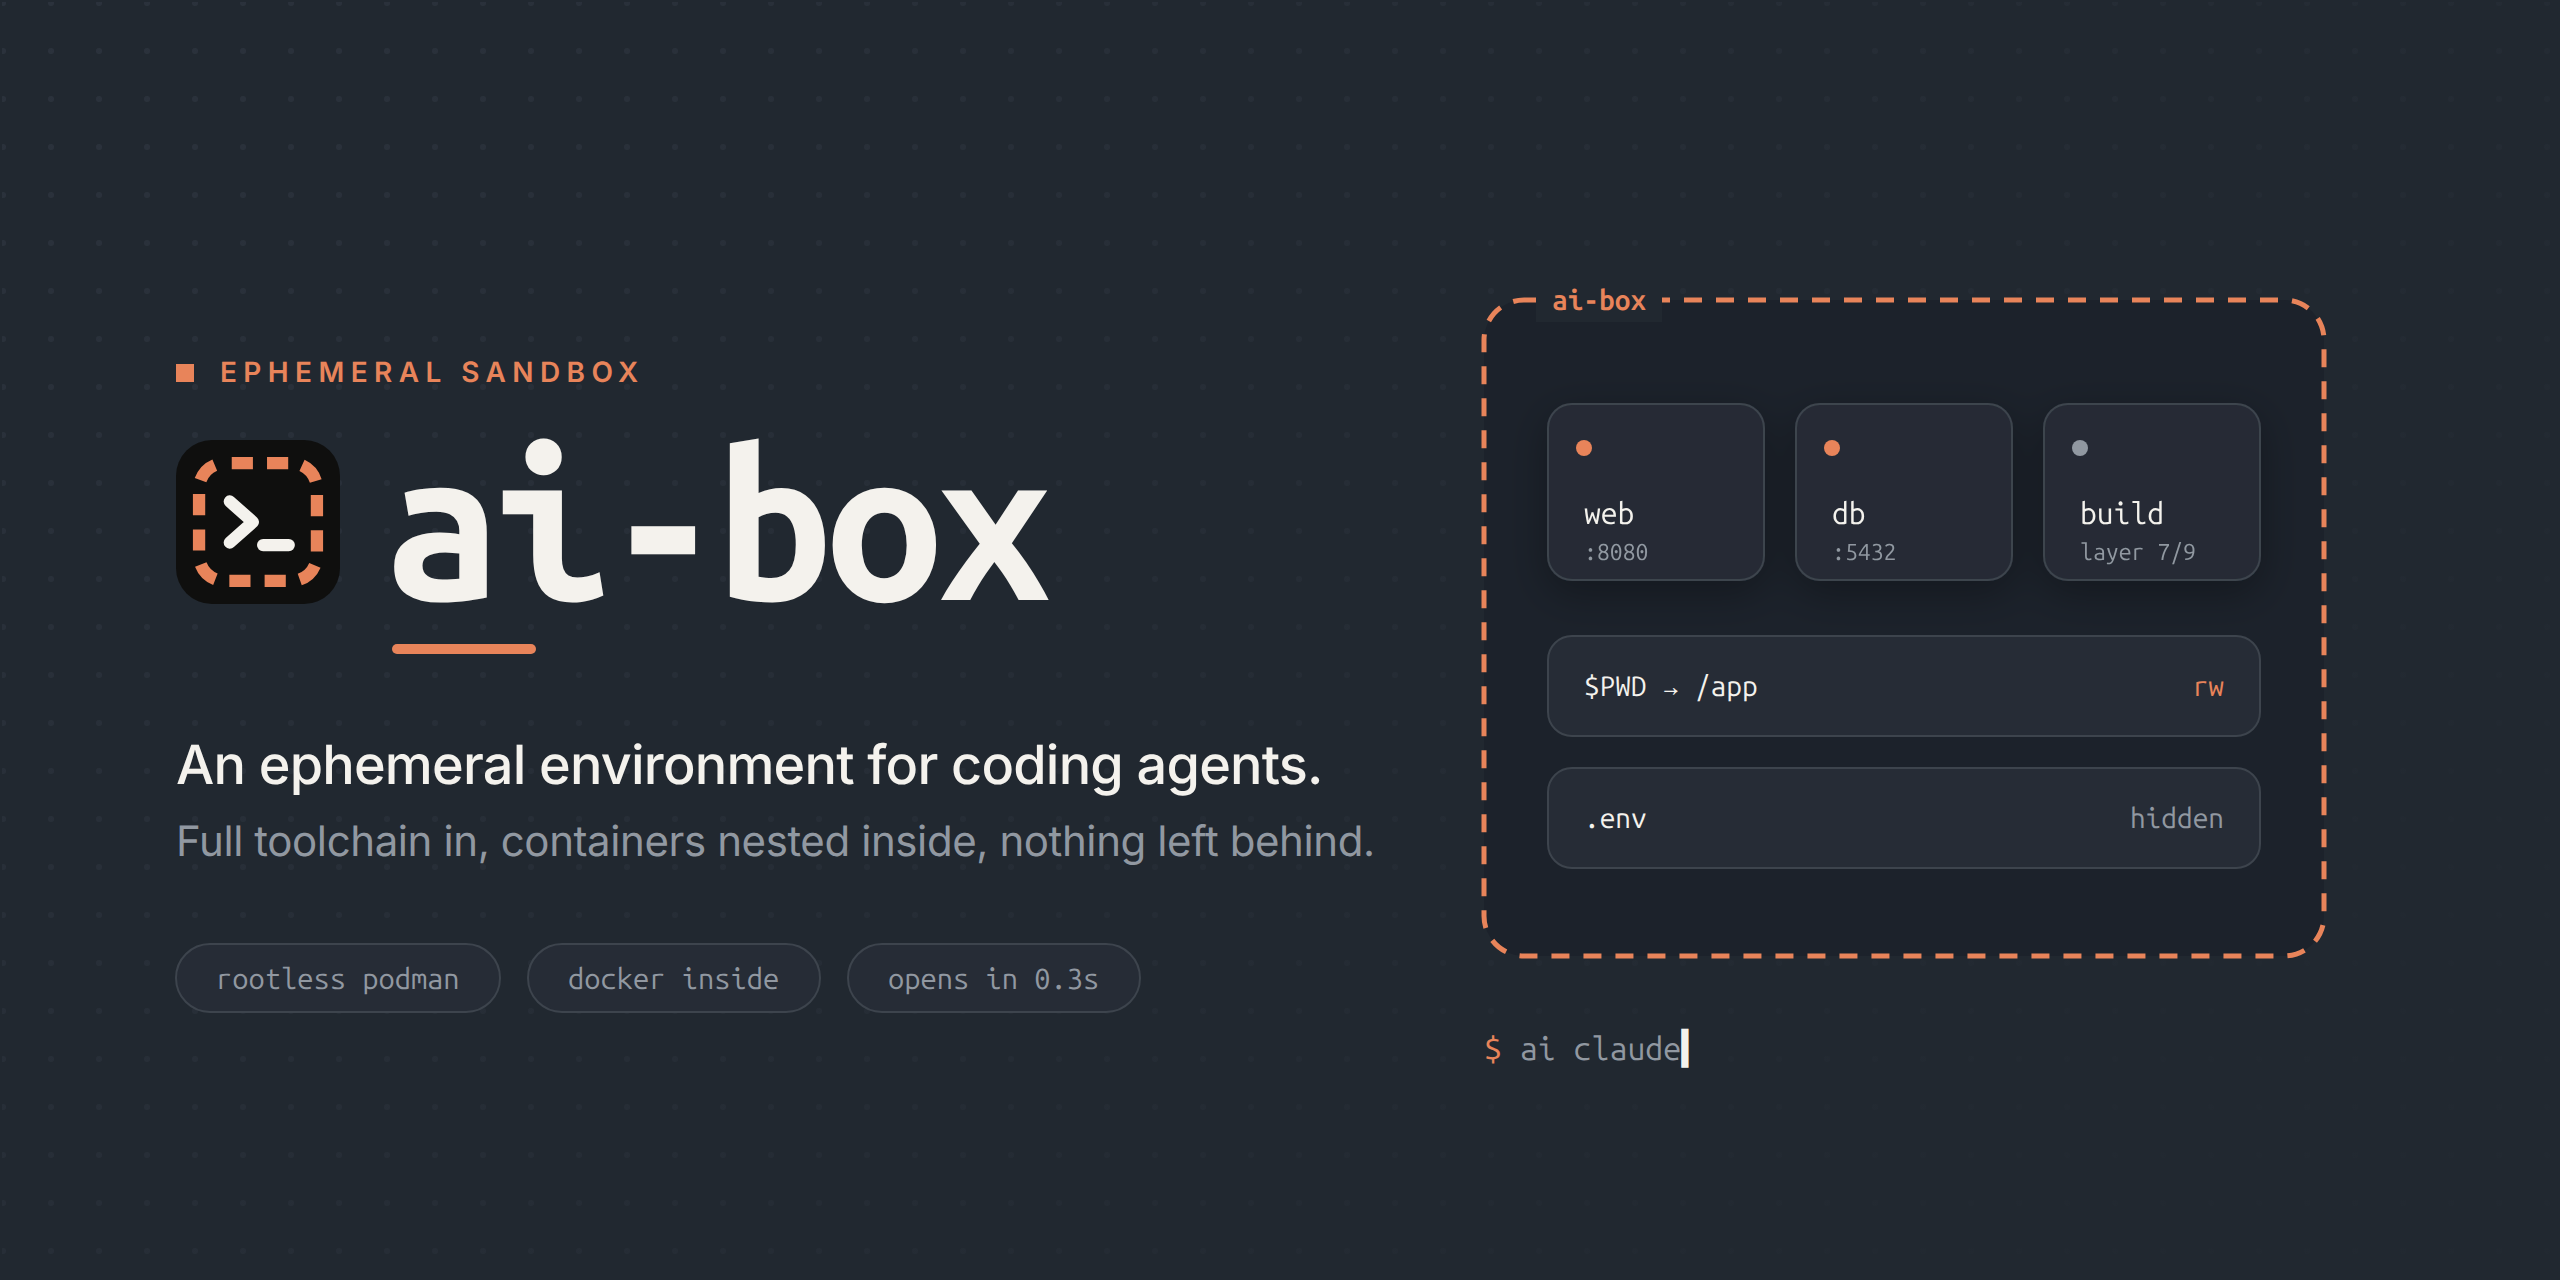 EPHEMERAL SANDBOX
>_
ai-box
An ephemeral environment for coding agents.
Full toolchain in, containers nested inside, nothing left behind.
rootless podman
docker inside
opens in 0.3s
ai-box
web
:8080
db
:5432
build
layer 7/9
$PWD → /app
rw
.env
hidden
$ ai claude